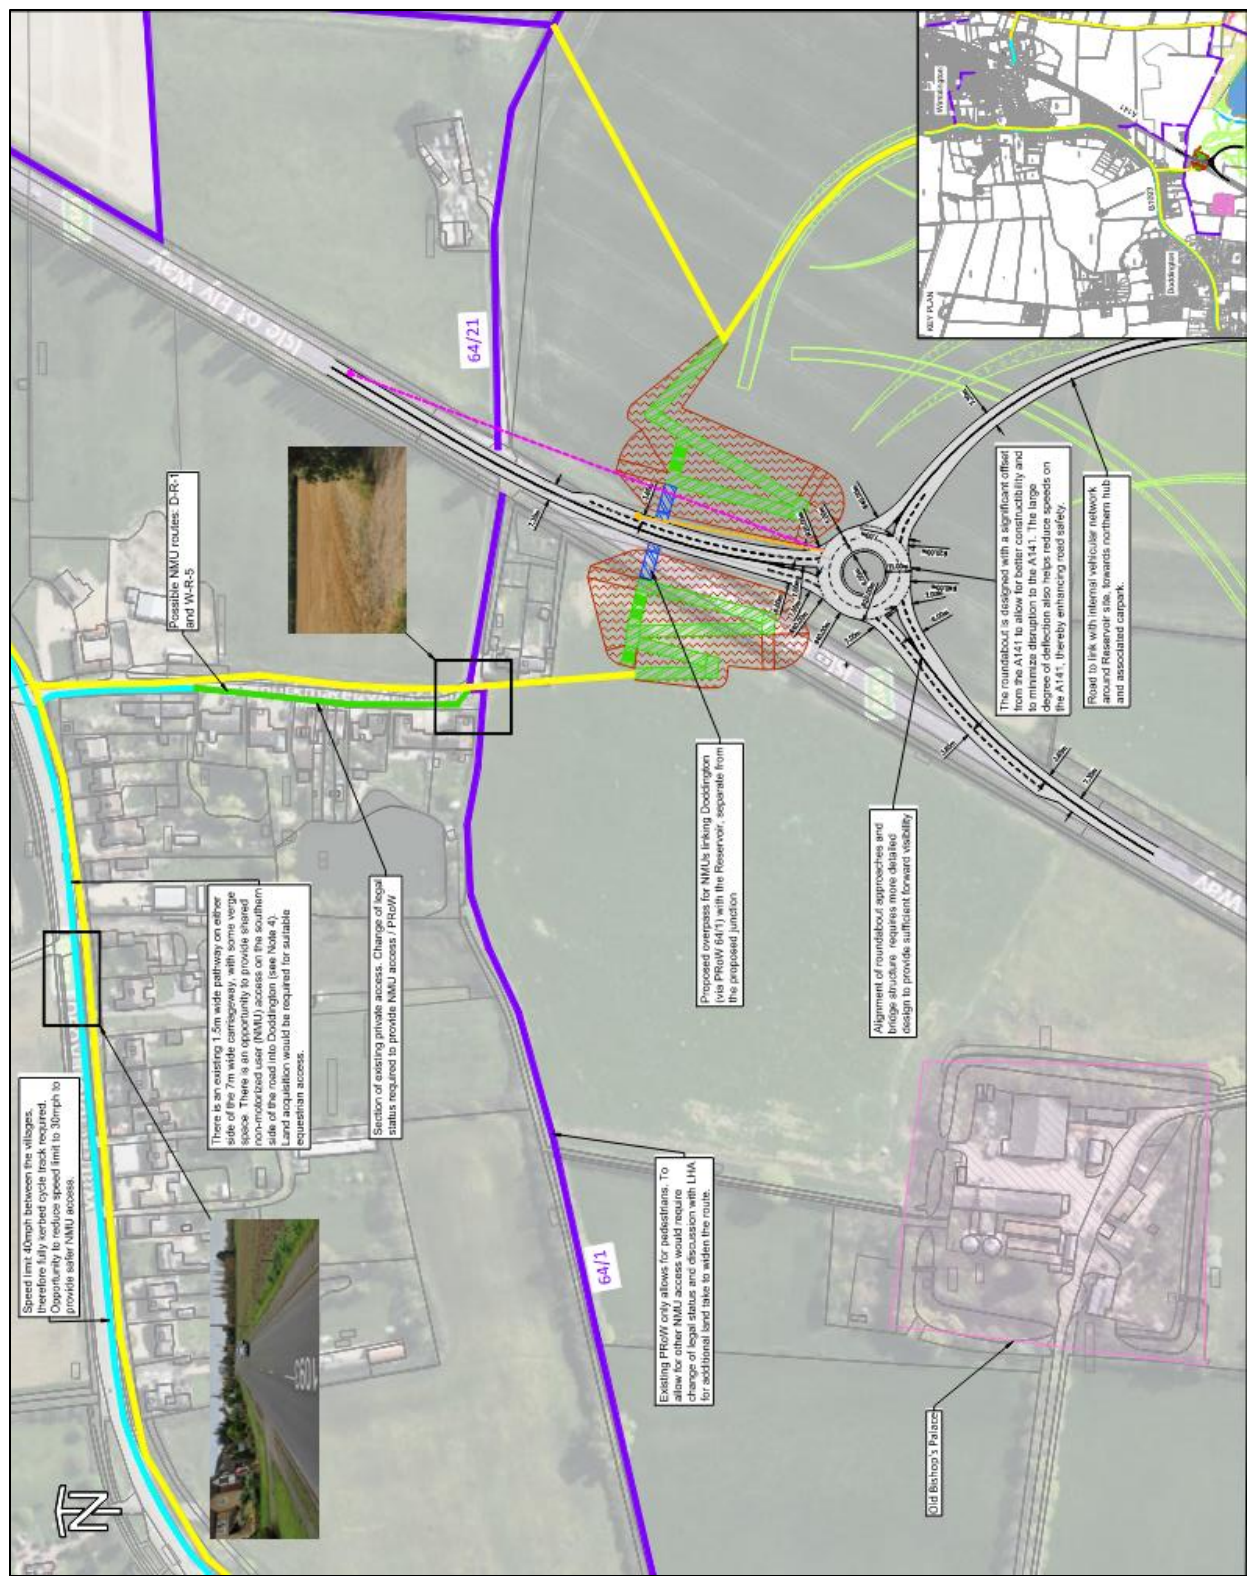 Speed limit 40mph between the villages,
therefore fully kerbed cycle track required.
Opportunity to reduce speed limit to 30mph to
provide safer NMU access.
There is an existing 1.5m wide pathway on either
side of the 7m wide carriageway, with some verge
space. There is an opportunity to provide shared
non-motorized user (NMU) access on the southern
side of the road into Doddington (see Note 4).
Land acquisition would be required for suitable
equestrian access.
Section of existing private access. Change of legal
status required to provide NMU access / PRoW
Possible NMU routes: D-R-1
and W-R-5
64/21
64/1
Isle of Ely Way
Way
Existing PRoW only allows for pedestrians. To
allow for other NMU access would require
change of legal status and discussion with LHA
for additional land take to widen the route.
Proposed overpass for NMUs linking Doddington
(via PRoW 64/1) with the Reservoir, separate from
the proposed junction
Alignment of roundabout approaches and
bridge structure requires more detailed
design to provide sufficient forward visibility
The roundabout is designed with a significant offset
from the A141 to allow for better constructibility and
to minimize disruption to the A141. The large
degree of deflection also helps reduce speeds on
the A141, thereby enhancing road safety.
Road to link with internal vehicular network
around Reservoir site, towards northern hub
and associated carpark.
Old Bishop's Palace
KEY PLAN
Wimblington
Doddington
A141
B1093
N